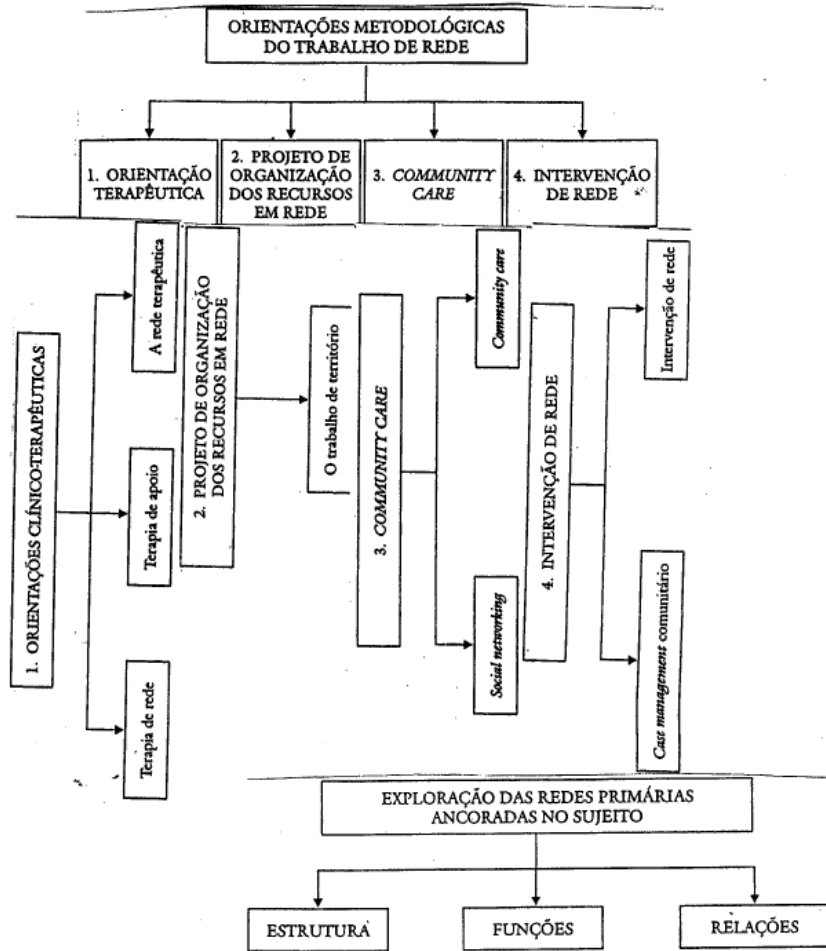 ORIENTAÇÕES METODOLÓGICAS
DO TRABALHO DE REDE
1. ORIENTAÇÃO
TERAPÊUTICA
2. PROJETO DE
ORGANIZAÇÃO
DOS RECURSOS
EM REDE
3. COMMUNITY
CARE
4. INTERVENÇÃO
DE REDE
1. ORIENTAÇÕES CLÍNICO-TERAPÊUTICAS
A rede terapêutica
Terapia de apoio
Terapia de rede
2. PROJETO DE ORGANIZAÇÃO
DOS RECURSOS EM REDE
O trabalho de território
3. COMMUNITY CARE
Community care
Social networking
4. INTERVENÇÃO DE REDE
Intervenção de rede
Case management comunitário
EXPLORAÇÃO DAS REDES PRIMÁRIAS
ANCORADAS NO SUJEITO
ESTRUTURA
FUNÇÕES
RELAÇÕES